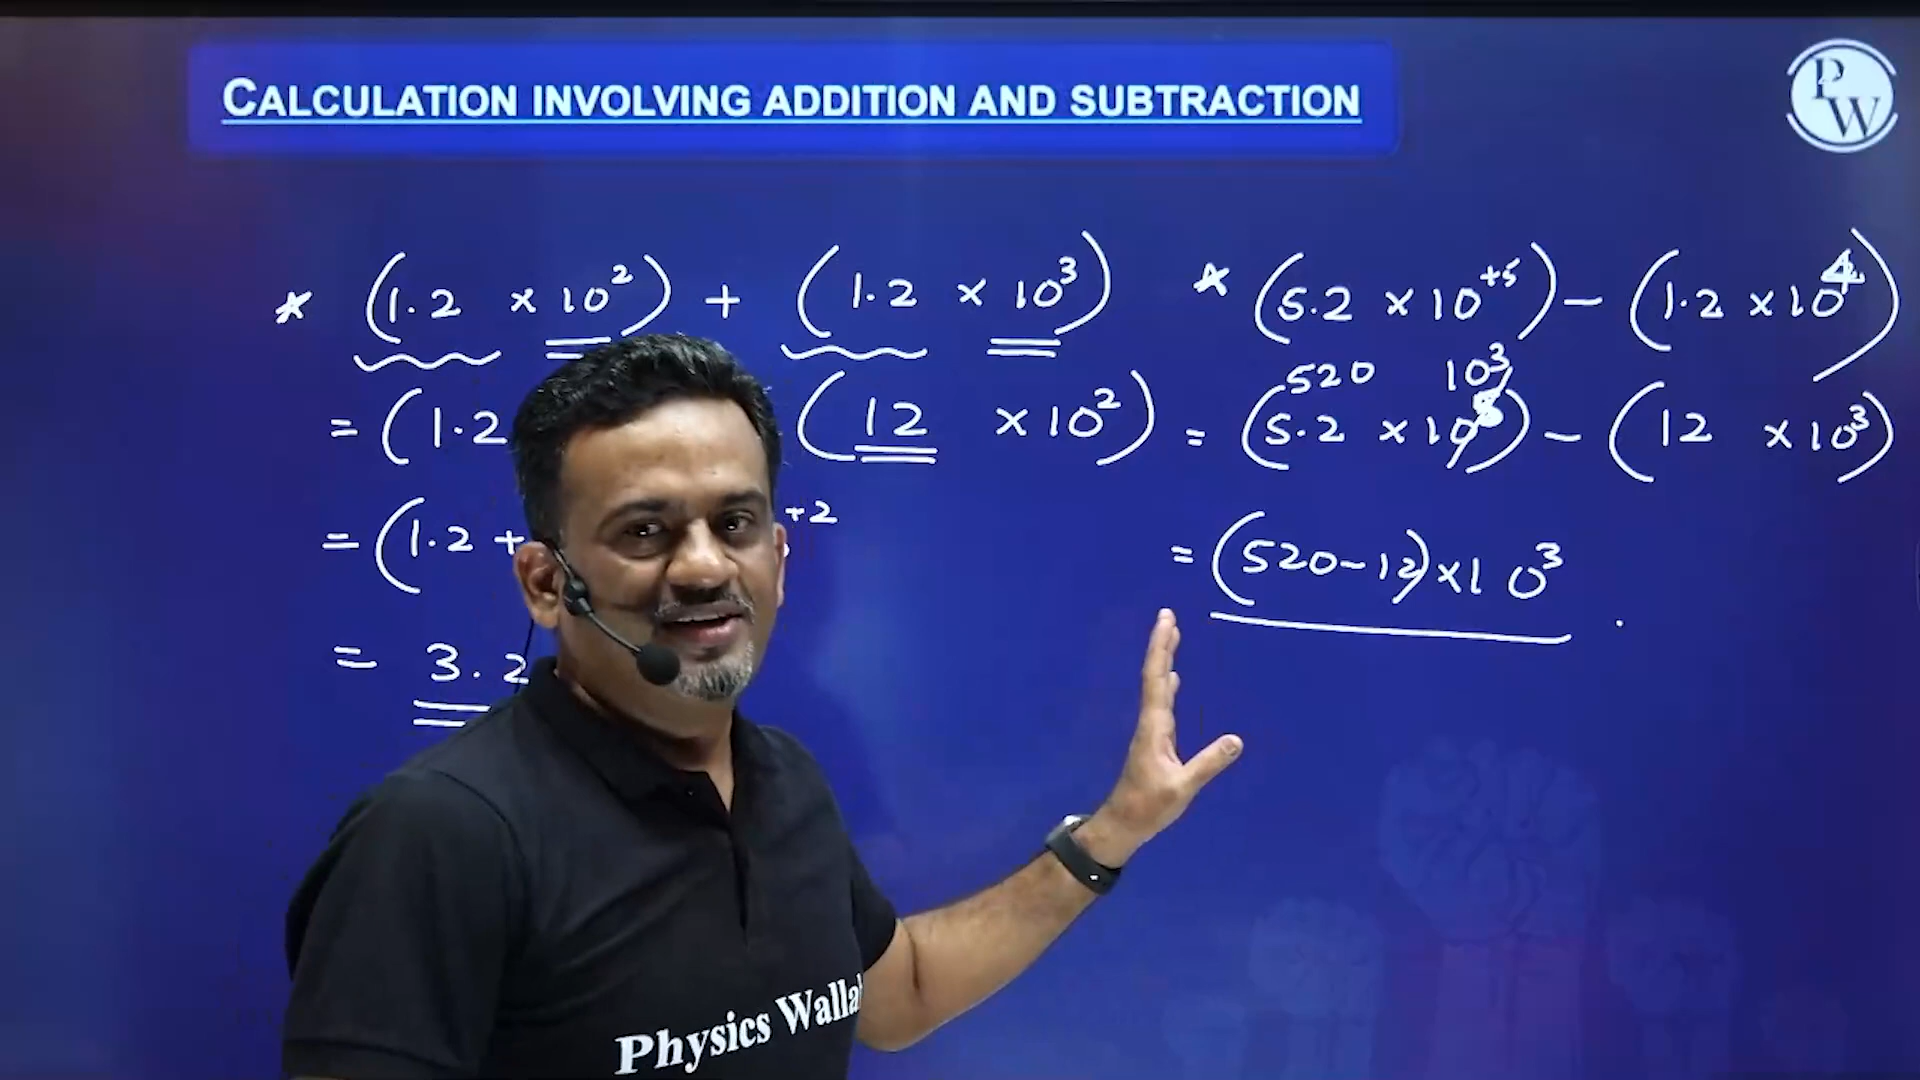 CALCULATION INVOLVING ADDITION AND SUBTRACTION
PW
* (1.2 × 10²) + (1.2 × 10³)
= (1.2 (12 × 10²)
= (1.2 + +2
= 3.2
* (5.2 × 10⁺⁵) − (1.2 × 10⁴)
520 10³
= (5.2 × 10⁵) − (12 × 10³)
= (520−12)×10³
Physics Walla